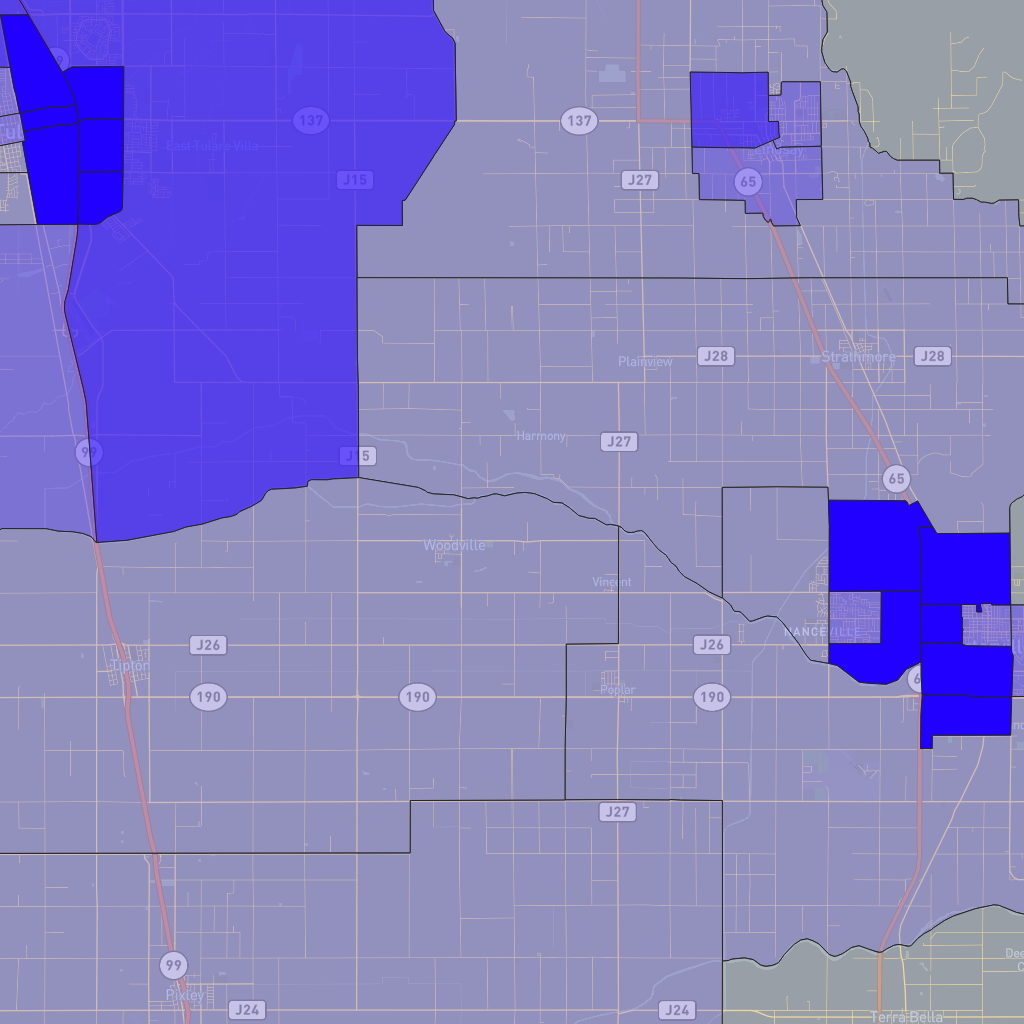 East Tulare Villa
137
137
J15
J27
65
Plainview
J28
Strathmore
J28
Harmony
J27
99
J15
65
Woodville
Vincent
J26
J26
Tipton
190
190
Poplar
190
J27
99
Pixley
J24
J24
Terra Bella